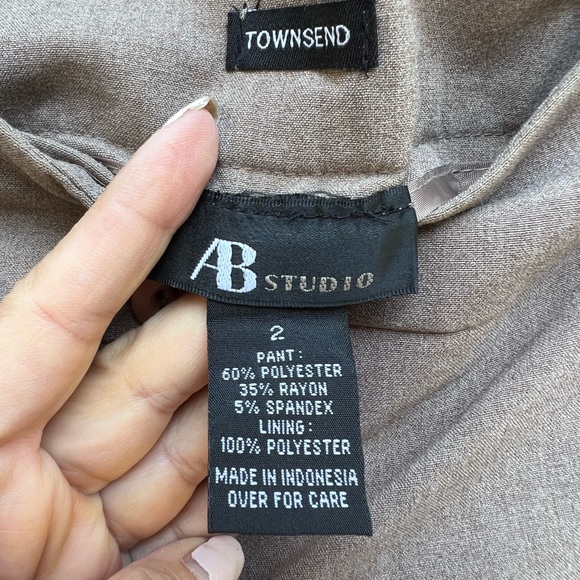 TOWNSEND
AB STUDIO
2
PANT:
60% POLYESTER
35% RAYON
5% SPANDEX
LINING:
100% POLYESTER
MADE IN INDONESIA
OVER FOR CARE